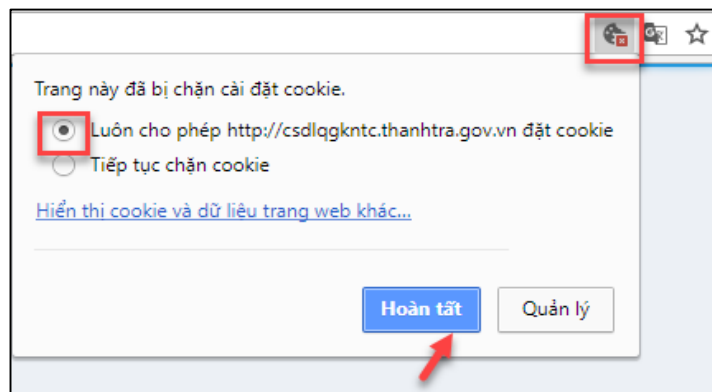 Trang này đã bị chặn cài đặt cookie.
Luôn cho phép http://csdlqgkntc.thanhtra.gov.vn đặt cookie
Tiếp tục chặn cookie
Hiển thị cookie và dữ liệu trang web khác...
Hoàn tất
Quản lý